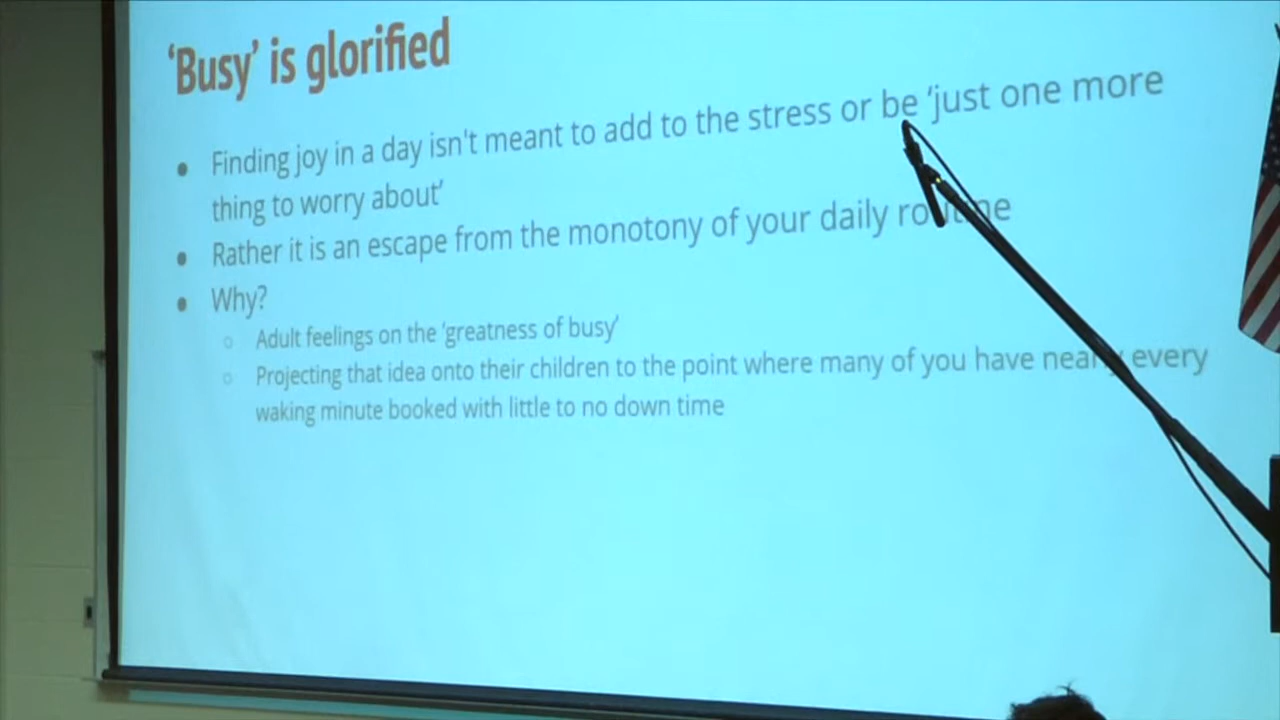 ‘Busy’ is glorified
● Finding joy in a day isn't meant to add to the stress or be ‘just one more
thing to worry about’
● Rather it is an escape from the monotony of your daily routine
● Why?
○ Adult feelings on the ‘greatness of busy’
○ Projecting that idea onto their children to the point where many of you have nearly every
waking minute booked with little to no down time